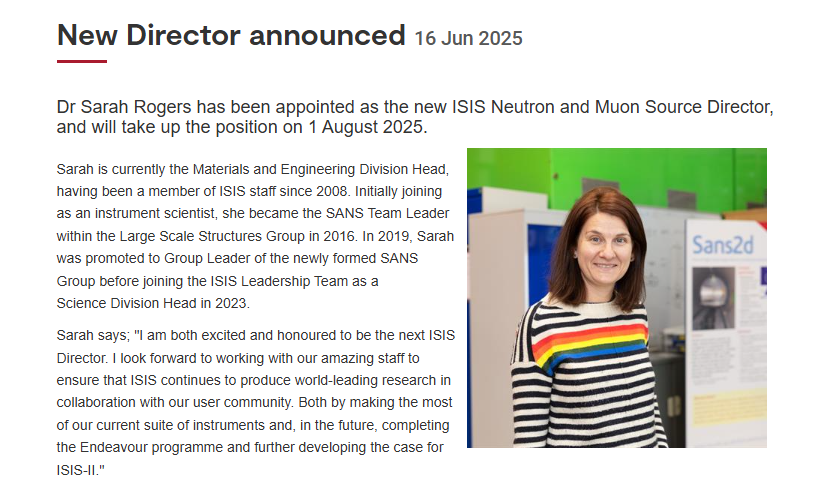 New Director announced 16 Jun 2025
Dr Sarah Rogers has been appointed as the new ISIS Neutron and Muon Source Director,
and will take up the position on 1 August 2025.
Sarah is currently the Materials and Engineering Division Head,
having been a member of ISIS staff since 2008. Initially joining
as an instrument scientist, she became the SANS Team Leader
within the Large Scale Structures Group in 2016. In 2019, Sarah
was promoted to Group Leader of the newly formed SANS
Group before joining the ISIS Leadership Team as a
Science Division Head in 2023.
Sarah says; "I am both excited and honoured to be the next ISIS
Director. I look forward to working with our amazing staff to
ensure that ISIS continues to produce world-leading research in
collaboration with our user community. Both by making the most
of our current suite of instruments and, in the future, completing
the Endeavour programme and further developing the case for
ISIS-II."
Sans2d